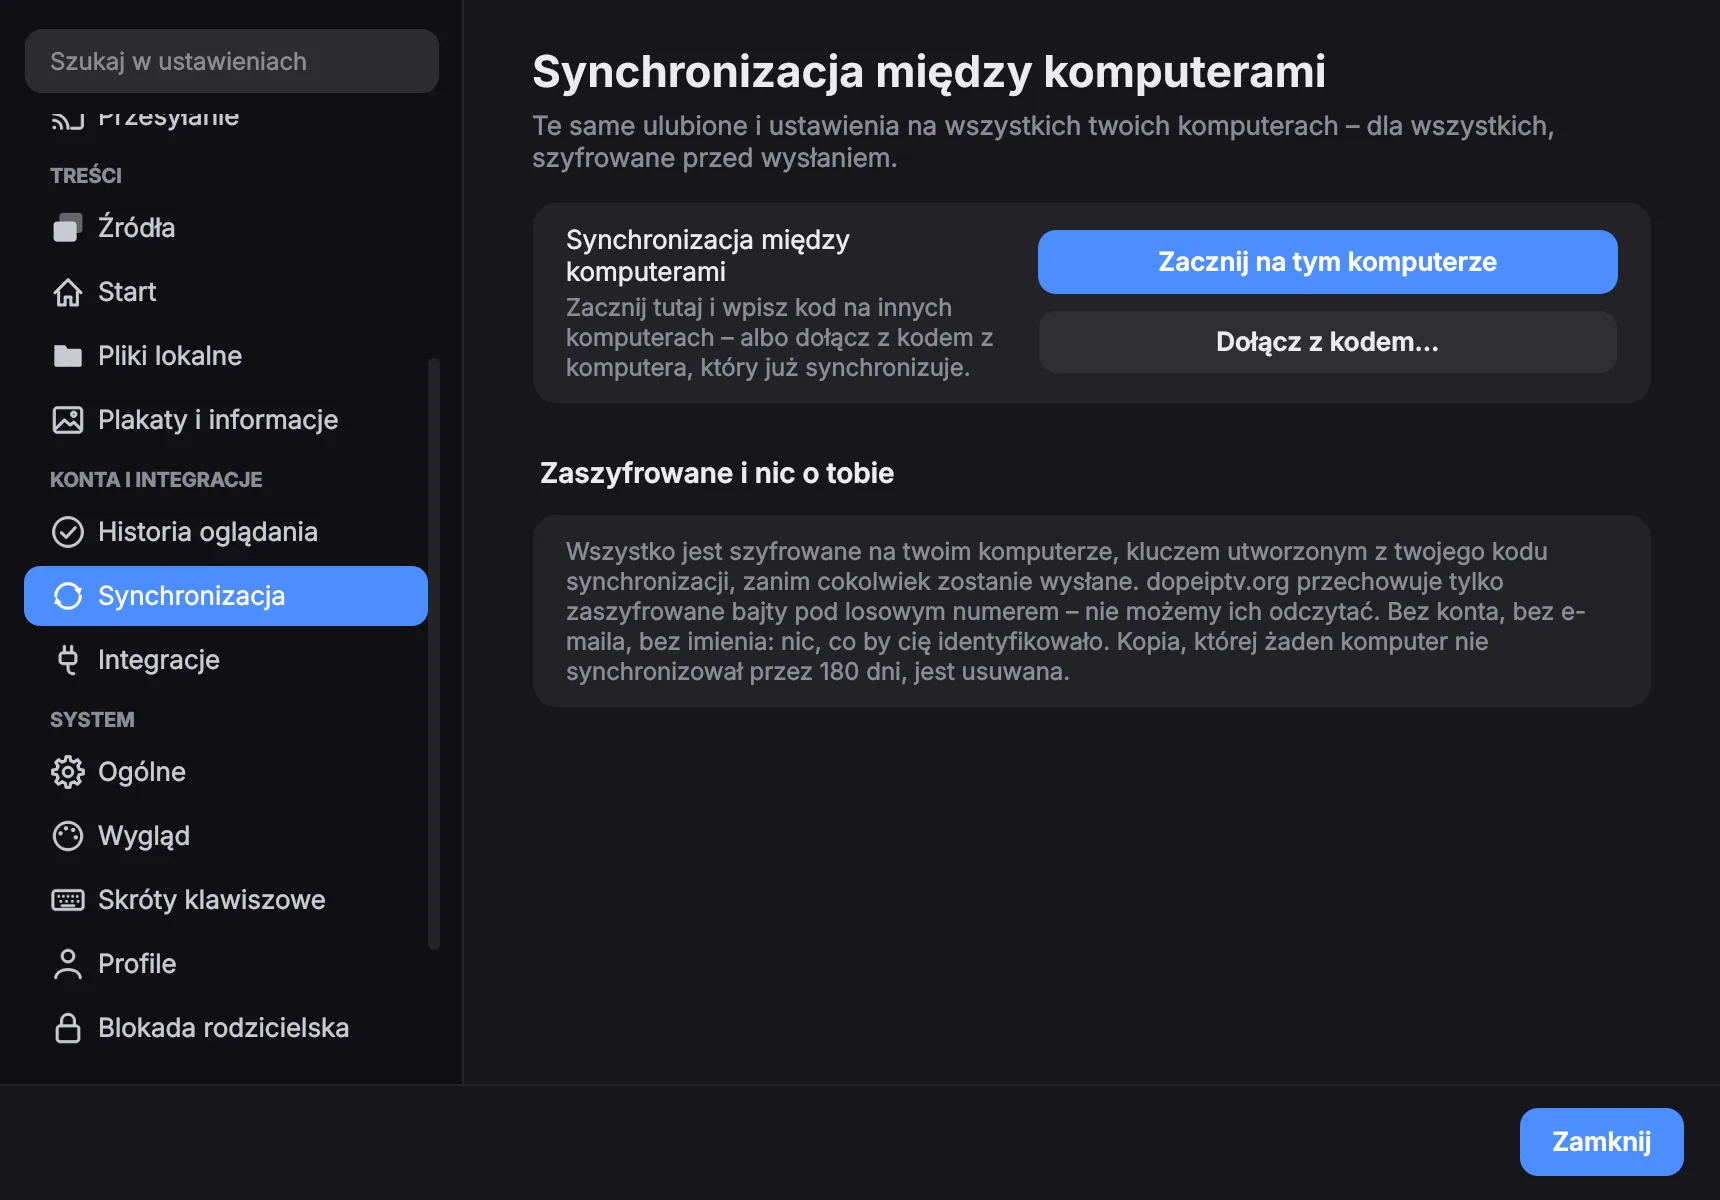 Szukaj w ustawieniach
Przesyłanie
TREŚCI
Źródła
Start
Pliki lokalne
Plakaty i informacje
KONTA I INTEGRACJE
Historia oglądania
Synchronizacja
Integracje
SYSTEM
Ogólne
Wygląd
Skróty klawiszowe
Profile
Blokada rodzicielska
Synchronizacja między komputerami
Te same ulubione i ustawienia na wszystkich twoich komputerach – dla wszystkich,
szyfrowane przed wysłaniem.
Synchronizacja między
komputerami
Zacznij tutaj i wpisz kod na innych
komputerach – albo dołącz z kodem z
komputera, który już synchronizuje.
Zacznij na tym komputerze
Dołącz z kodem...
Zaszyfrowane i nic o tobie
Wszystko jest szyfrowane na twoim komputerze, kluczem utworzonym z twojego kodu
synchronizacji, zanim cokolwiek zostanie wysłane. dopeiptv.org przechowuje tylko
zaszyfrowane bajty pod losowym numerem – nie możemy ich odczytać. Bez konta, bez e-
maila, bez imienia: nic, co by cię identyfikowało. Kopia, której żaden komputer nie
synchronizował przez 180 dni, jest usuwana.
Zamknij